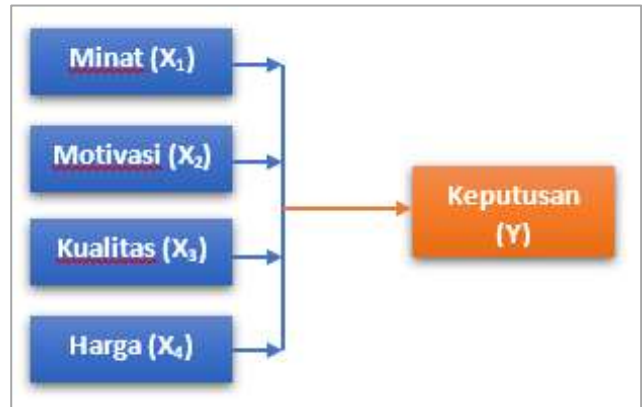 Minat (X₁)
Motivasi (X₂)
Kualitas (X₃)
Harga (X₄)
Keputusan
(Y)